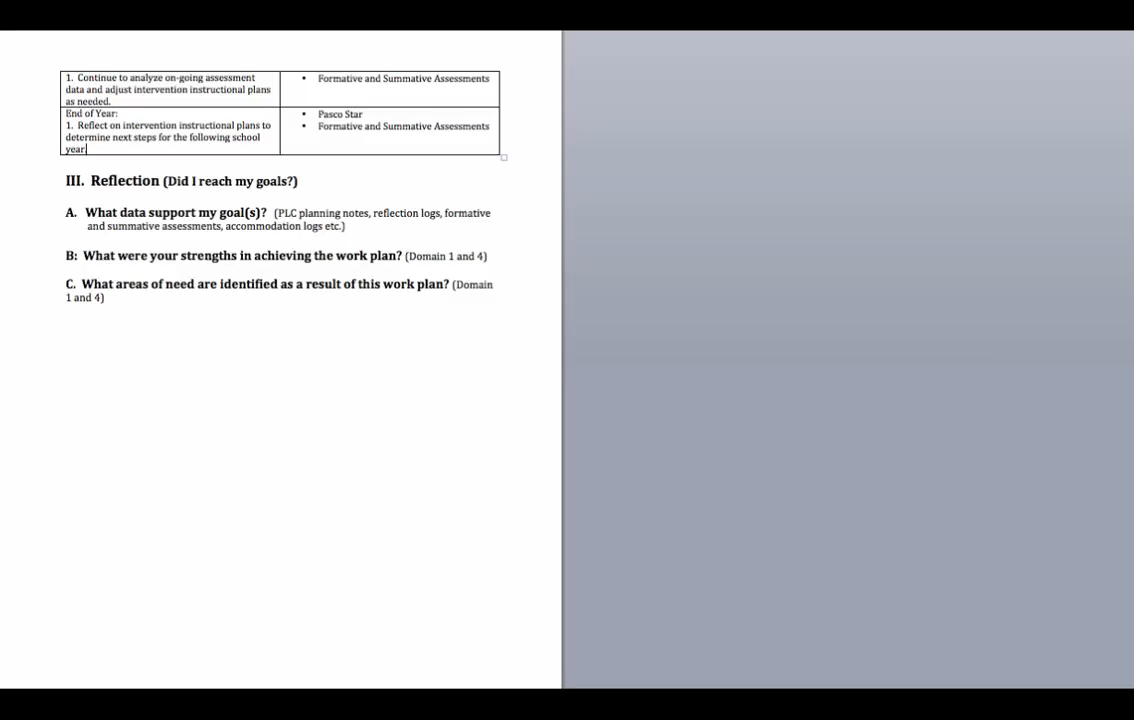 1. Continue to analyze on-going assessment
data and adjust intervention instructional plans
as needed.
• Formative and Summative Assessments
End of Year:
1. Reflect on intervention instructional plans to
determine next steps for the following school
year
• Pasco Star
• Formative and Summative Assessments
III. Reflection (Did I reach my goals?)
A. What data support my goal(s)? (PLC planning notes, reflection logs, formative
and summative assessments, accommodation logs etc.)
B: What were your strengths in achieving the work plan? (Domain 1 and 4)
C. What areas of need are identified as a result of this work plan? (Domain
1 and 4)